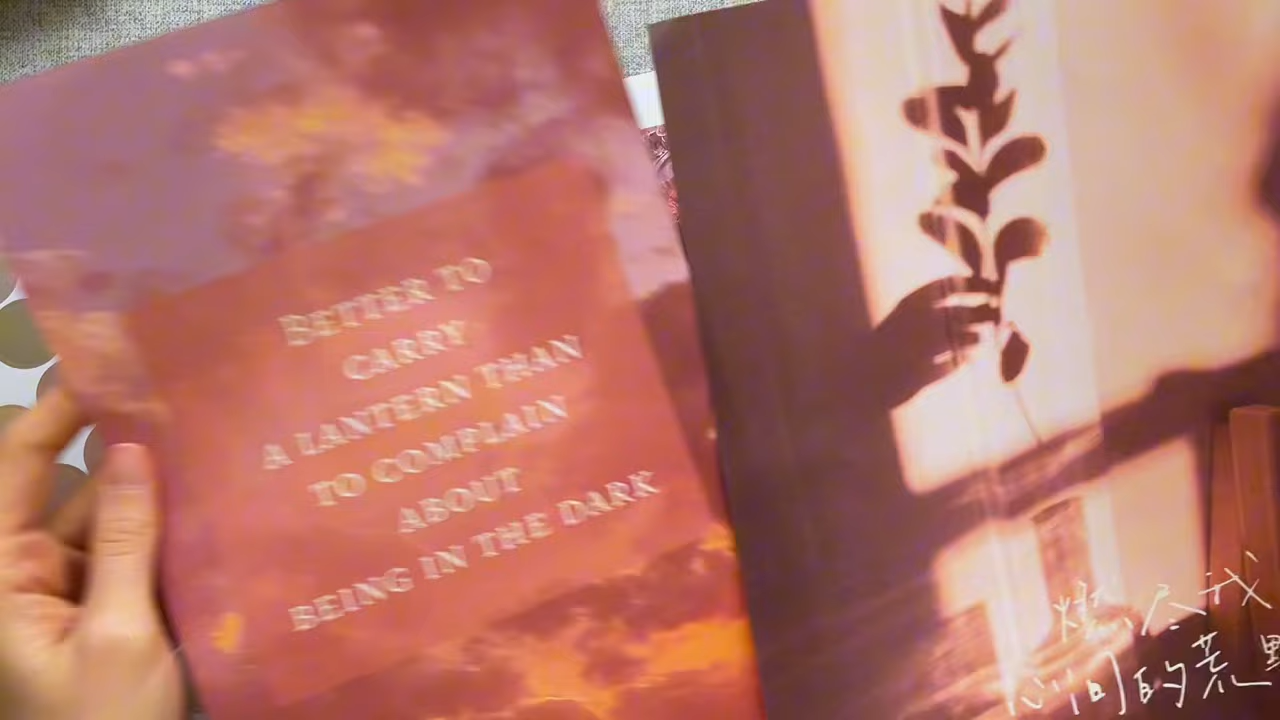 BETTER TO
CARRY
A LANTERN THAN
TO COMPLAIN
ABOUT
BEING IN THE DARK
燃尽我
心间的荒野